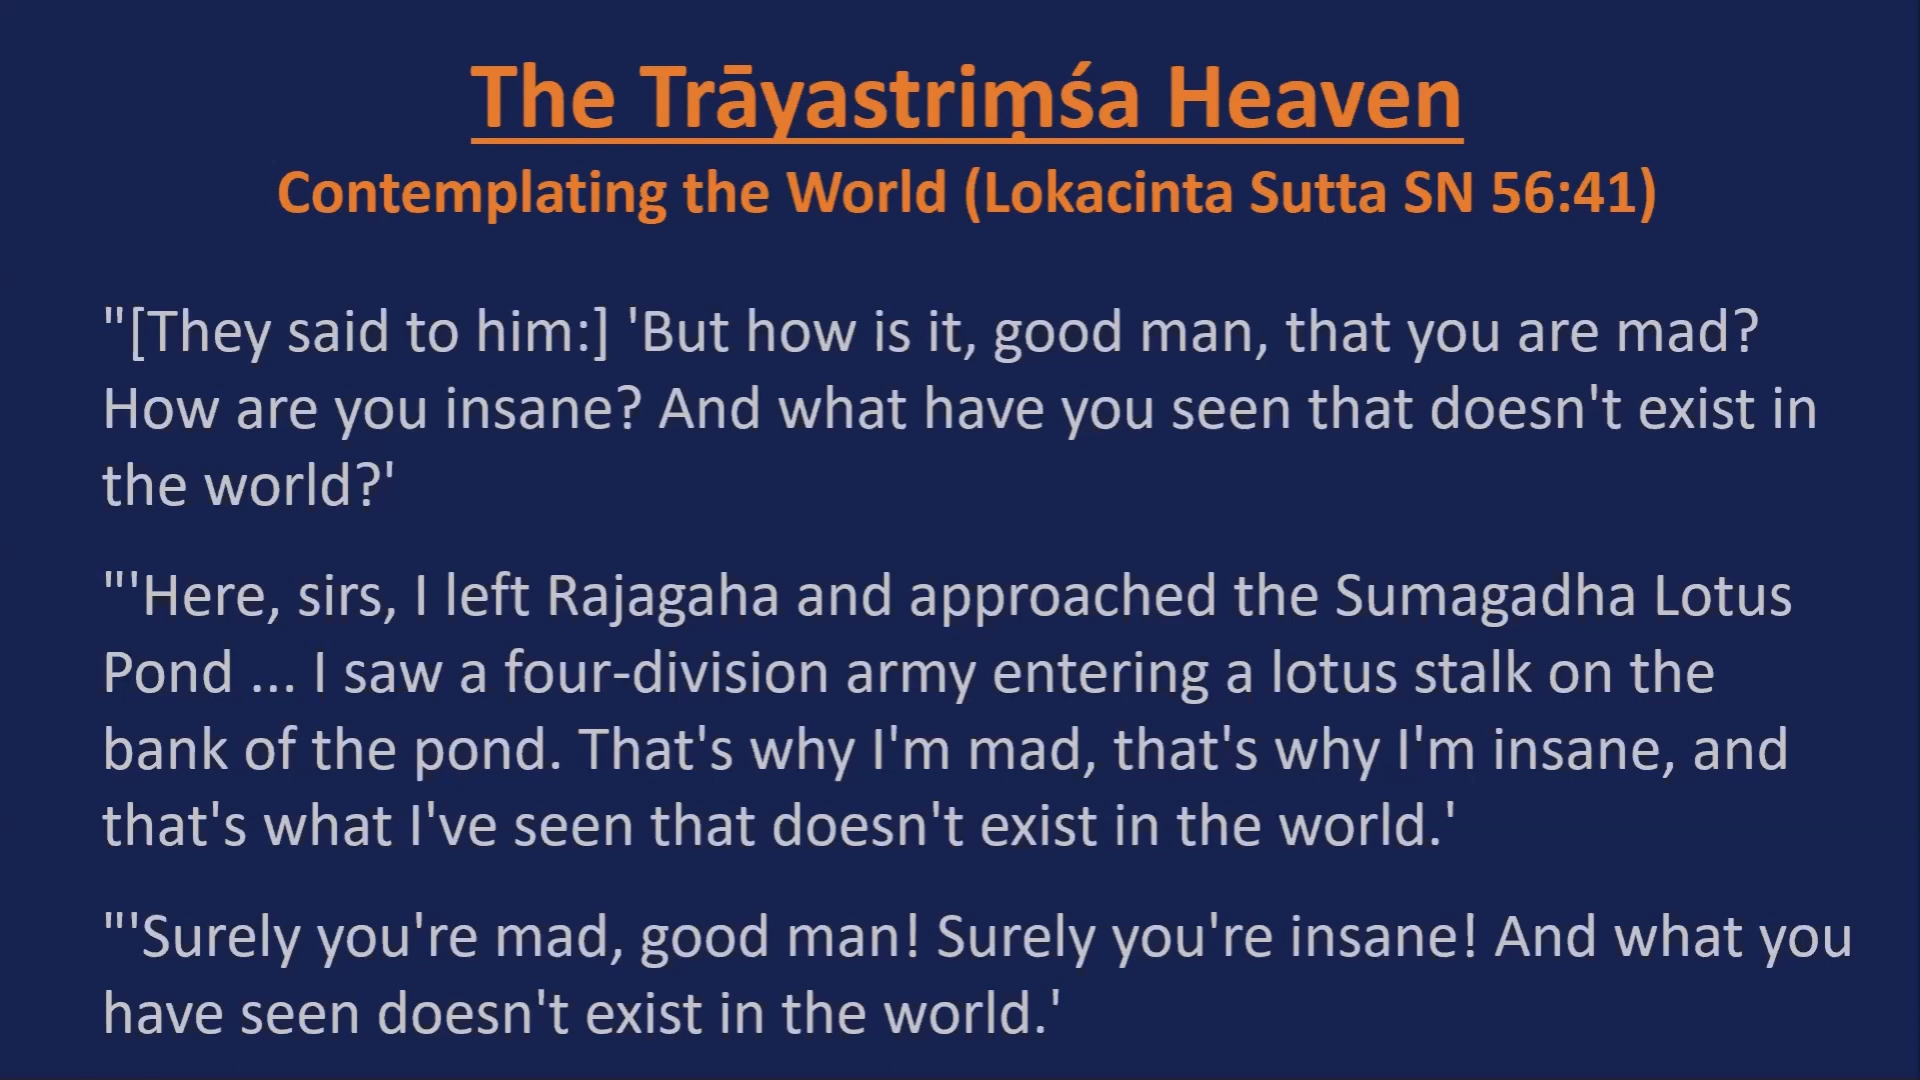 The Trāyastriṃśa Heaven
Contemplating the World (Lokacinta Sutta SN 56:41)
"[They said to him:] 'But how is it, good man, that you are mad?
How are you insane? And what have you seen that doesn't exist in
the world?'
"'Here, sirs, I left Rajagaha and approached the Sumagadha Lotus
Pond ... I saw a four-division army entering a lotus stalk on the
bank of the pond. That's why I'm mad, that's why I'm insane, and
that's what I've seen that doesn't exist in the world.'
"'Surely you're mad, good man! Surely you're insane! And what you
have seen doesn't exist in the world.'